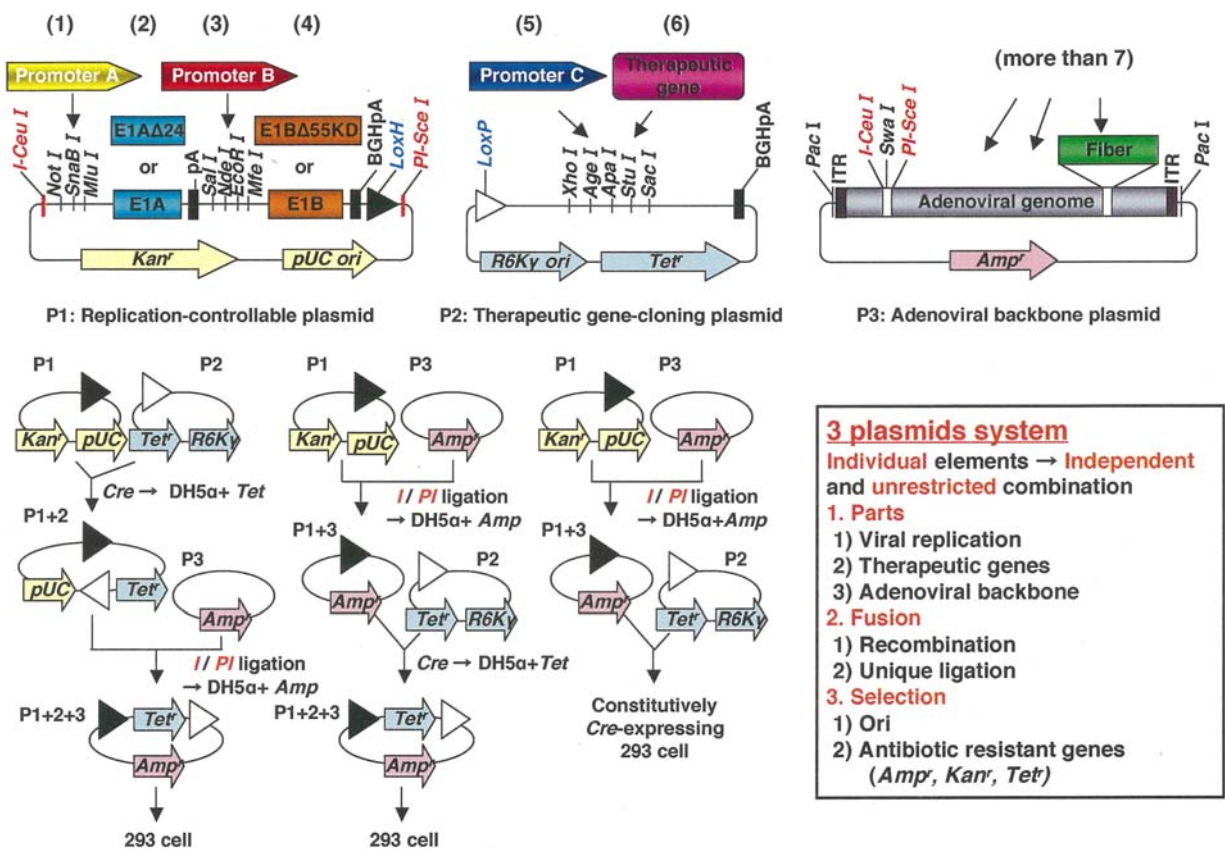 (1) (2) (3) (4)
Promoter A Promoter B
E1AΔ24 E1BΔ55KD
or or
I-Ceu I Not I SnaB I Mlu I E1A pA Sal I Nde I EcoR I Mfe I E1B BGHpA LoxH PI-Sce I
Kanʳ pUC ori
P1: Replication-controllable plasmid
(5) (6)
Promoter C Therapeutic gene
LoxP Xho I Age I Apa I Stu I Sac I BGHpA
R6Kγ ori Tetʳ
P2: Therapeutic gene-cloning plasmid
(more than 7)
Pac I ITR I-Ceu I Swa I PI-Sce I Fiber ITR Pac I
Adenoviral genome
Ampʳ
P3: Adenoviral backbone plasmid
P1 P2
Kanʳ pUC Tetʳ R6Kγ
Cre → DH5α+ Tet
P1+2 P3
pUC Tetʳ Ampʳ
I / PI ligation
→ DH5α+ Amp
P1+2+3 Tetʳ
Ampʳ
293 cell
P1 P3
Kanʳ pUC Ampʳ
I / PI ligation
→ DH5α+ Amp
P1+3 P2
Ampʳ Tetʳ R6Kγ
Cre → DH5α+Tet
P1+2+3 Tetʳ
Ampʳ
293 cell
P1 P3
Kanʳ pUC Ampʳ
I / PI ligation
→ DH5α+Amp
P1+3 P2
Ampʳ Tetʳ R6Kγ
Constitutively
Cre-expressing
293 cell
3 plasmids system
Individual elements → Independent
and unrestricted combination
1. Parts
1) Viral replication
2) Therapeutic genes
3) Adenoviral backbone
2. Fusion
1) Recombination
2) Unique ligation
3. Selection
1) Ori
2) Antibiotic resistant genes
(Ampʳ, Kanʳ, Tetʳ)